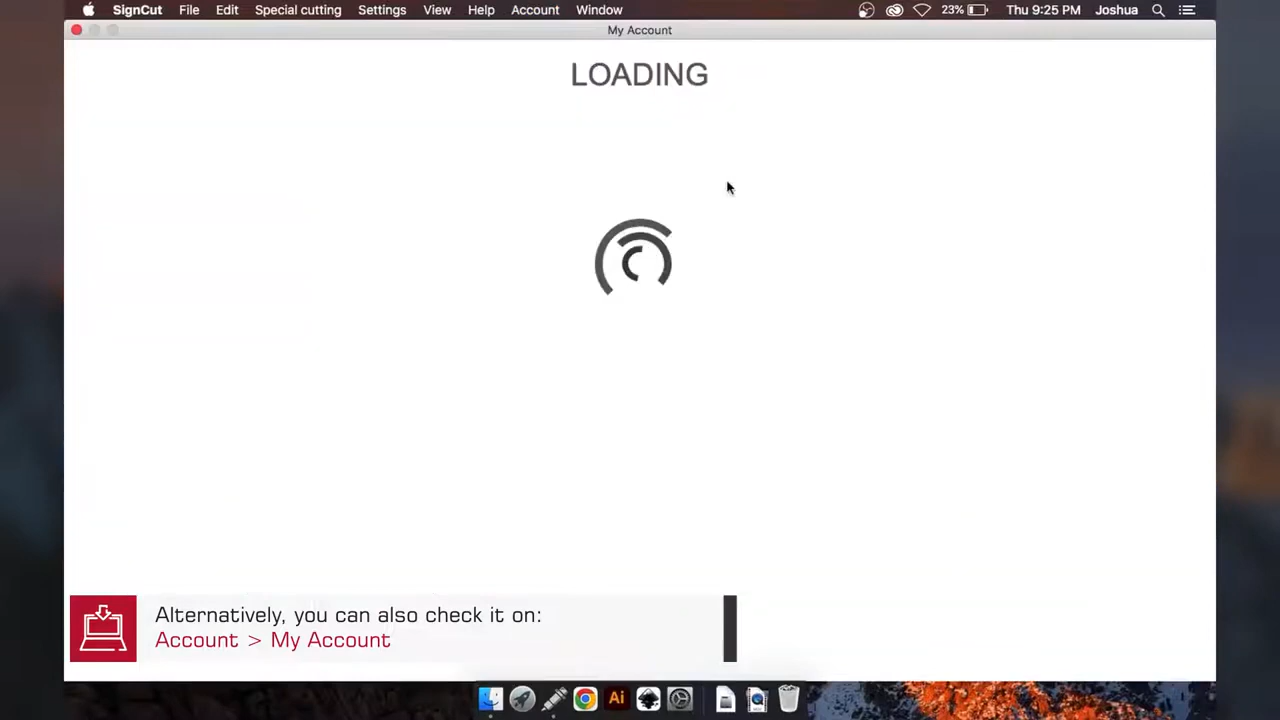 SignCut File Edit Special cutting Settings View Help Account Window 23% Thu 9:25 PM Joshua
My Account
LOADING
Alternatively, you can also check it on:
Account > My Account
Ai